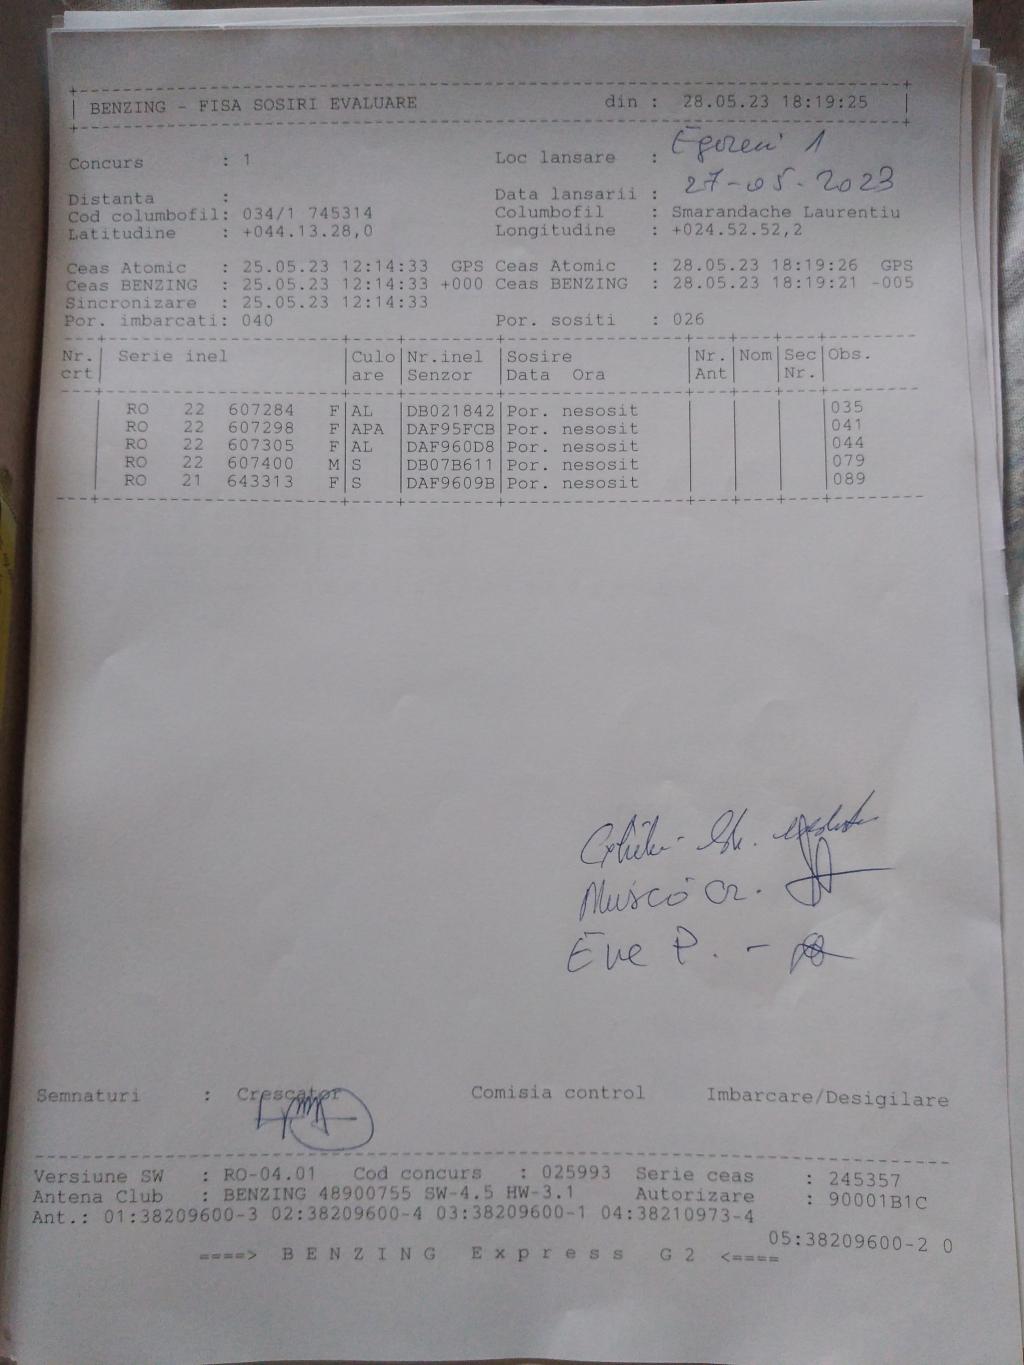 BENZING - FISA SOSIRI EVALUARE din : 28.05.23 18:19:25
Concurs : 1 Loc lansare : 1
Distanta : Data lansarii : 27-05-2023
Cod columbofil: 034/1 745314 Columbofil : Smarandache Laurentiu
Latitudine : +044.13.28,0 Longitudine : +024.52.52,2
Ceas Atomic : 25.05.23 12:14:33 GPS Ceas Atomic : 28.05.23 18:19:26 GPS
Ceas BENZING : 25.05.23 12:14:33 +000 Ceas BENZING : 28.05.23 18:19:21 -005
Sincronizare : 25.05.23 12:14:33
Por. imbarcati: 040 Por. sositi : 026
Nr. Serie inel Culo Nr.inel Sosire Nr. Nom Sec Obs.
crt are Senzor Data Ora Ant Nr.
RO 22 607284 F AL DB021842 Por. nesosit 035
RO 22 607298 F APA DAF95FCB Por. nesosit 041
RO 22 607305 F AL DAF960D8 Por. nesosit 044
RO 22 607400 M S DB07B611 Por. nesosit 079
RO 21 643313 F S DAF9609B Por. nesosit 089
Eve P. -
Semnaturi : Crescator Comisia control Imbarcare/Desigilare
Versiune SW : RO-04.01 Cod concurs : 025993 Serie ceas : 245357
Antena Club : BENZING 48900755 SW-4.5 HW-3.1 Autorizare : 90001B1C
Ant.: 01:38209600-3 02:38209600-4 03:38209600-1 04:38210973-4
05:38209600-2 0
====> B E N Z I N G E x p r e s s G 2 <====